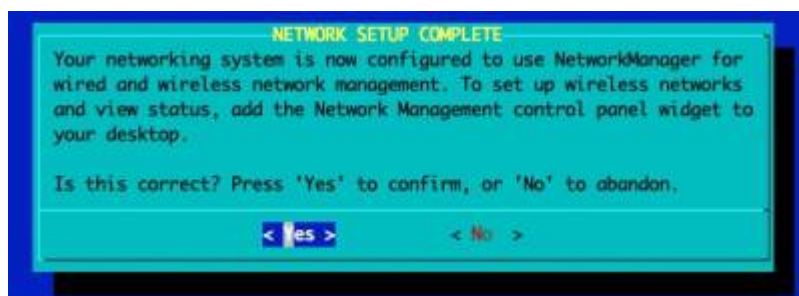 NETWORK SETUP COMPLETE
Your networking system is now configured to use NetworkManager for
wired and wireless network management. To set up wireless networks
and view status, add the Network Management control panel widget to
your desktop.
Is this correct? Press 'Yes' to confirm, or 'No' to abandon.
< Yes > < No >